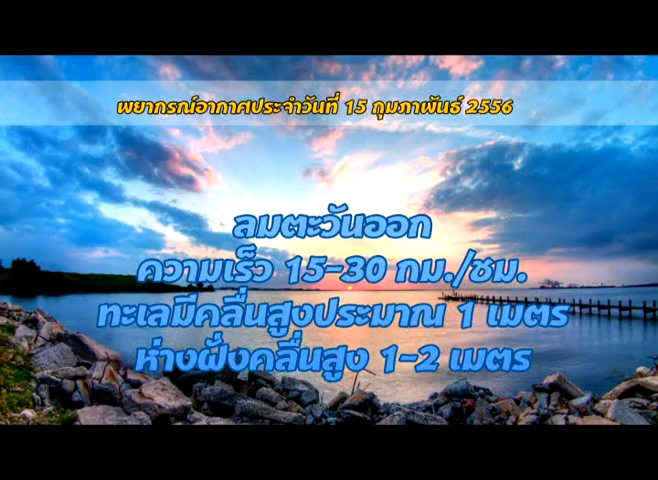 พยากรณ์อากาศประจำวันที่ 15 กุมภาพันธ์ 2556
ลมตะวันออก
ความเร็ว 15-30 กม./ชม.
ทะเลมีคลื่นสูงประมาณ 1 เมตร
ห่างฝั่งคลื่นสูง 1-2 เมตร